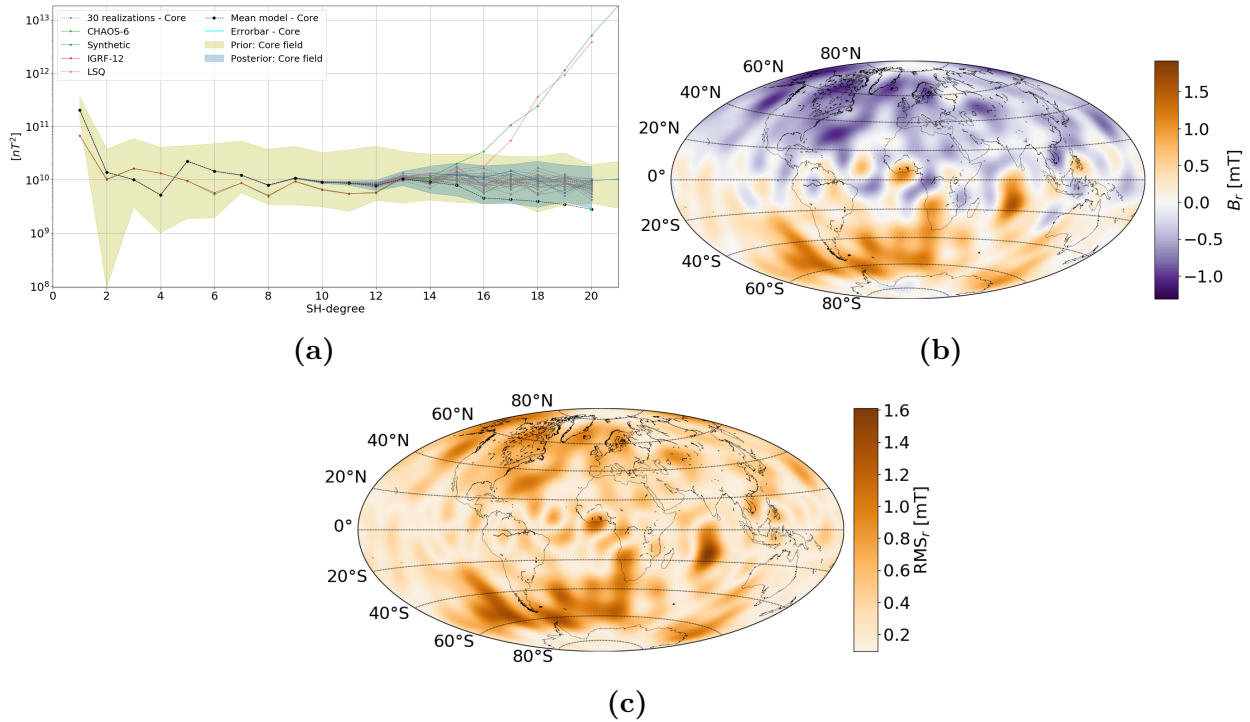 30 realizations - Core
CHAOS-6
Synthetic
IGRF-12
LSQ
Mean model - Core
Errorbar - Core
Prior: Core field
Posterior: Core field
10^13
10^12
10^11
10^10
10^9
10^8
[nT^2]
0 2 4 6 8 10 12 14 16 18 20
SH-degree
(a)
80°N
60°N
40°N
20°N
0°
20°S
40°S
60°S
80°S
1.5
1.0
0.5
0.0
−0.5
−1.0
B_r [mT]
(b)
80°N
60°N
40°N
20°N
0°
20°S
40°S
60°S
80°S
1.6
1.4
1.2
1.0
0.8
0.6
0.4
0.2
RMS_r [mT]
(c)